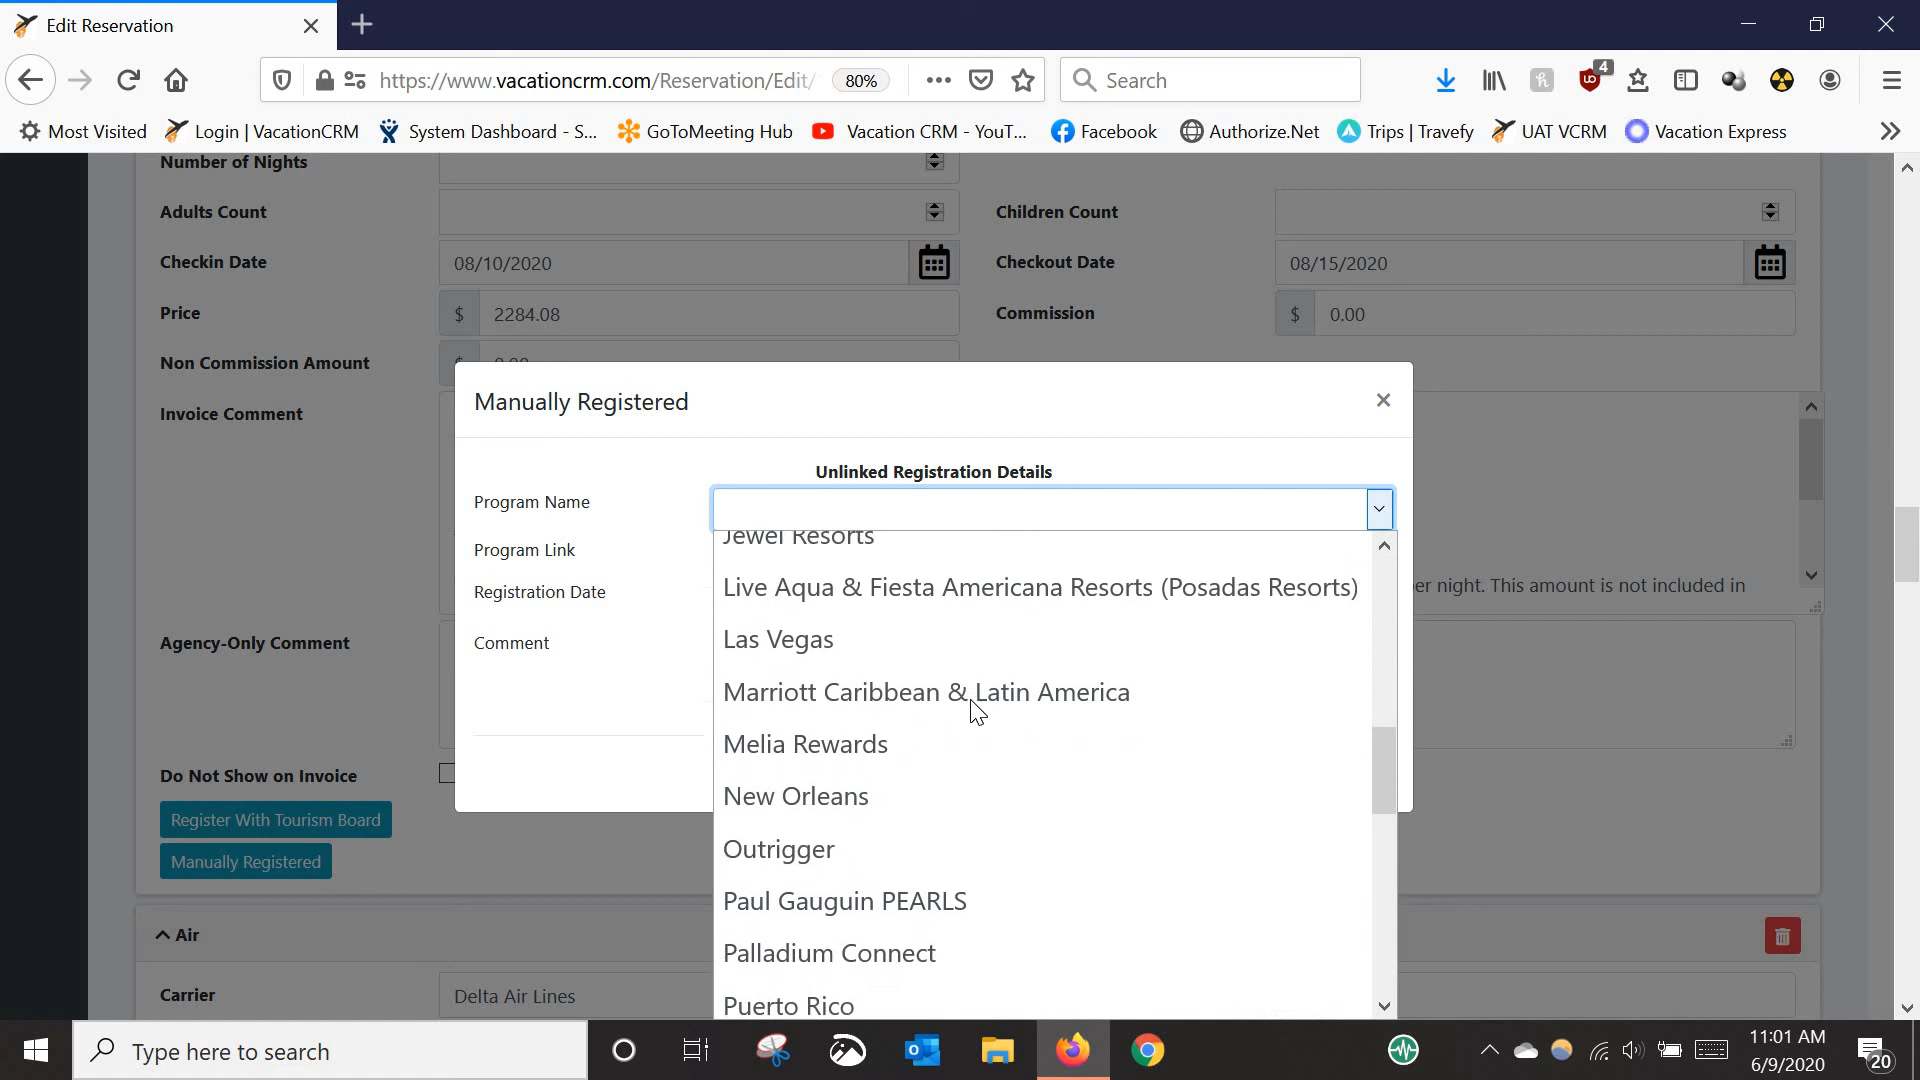 Edit Reservation
https://www.vacationcrm.com/Reservation/Edit/
80%
Search
4
Most Visited
Login | VacationCRM
System Dashboard - S...
GoToMeeting Hub
Vacation CRM - YouT...
Facebook
Authorize.Net
Trips | Travefy
UAT VCRM
Vacation Express
Number of Nights
Adults Count
Children Count
Checkin Date
08/10/2020
Checkout Date
08/15/2020
Price
$
2284.08
Commission
$
0.00
Non Commission Amount
Invoice Comment
er night. This amount is not included in
Agency-Only Comment
Do Not Show on Invoice
Register With Tourism Board
Manually Registered
Air
Carrier
Delta Air Lines
Manually Registered
Unlinked Registration Details
Program Name
Program Link
Registration Date
Comment
Jewel Resorts
Live Aqua & Fiesta Americana Resorts (Posadas Resorts)
Las Vegas
Marriott Caribbean & Latin America
Melia Rewards
New Orleans
Outrigger
Paul Gauguin PEARLS
Palladium Connect
Puerto Rico
Type here to search
11:01 AM
6/9/2020
20